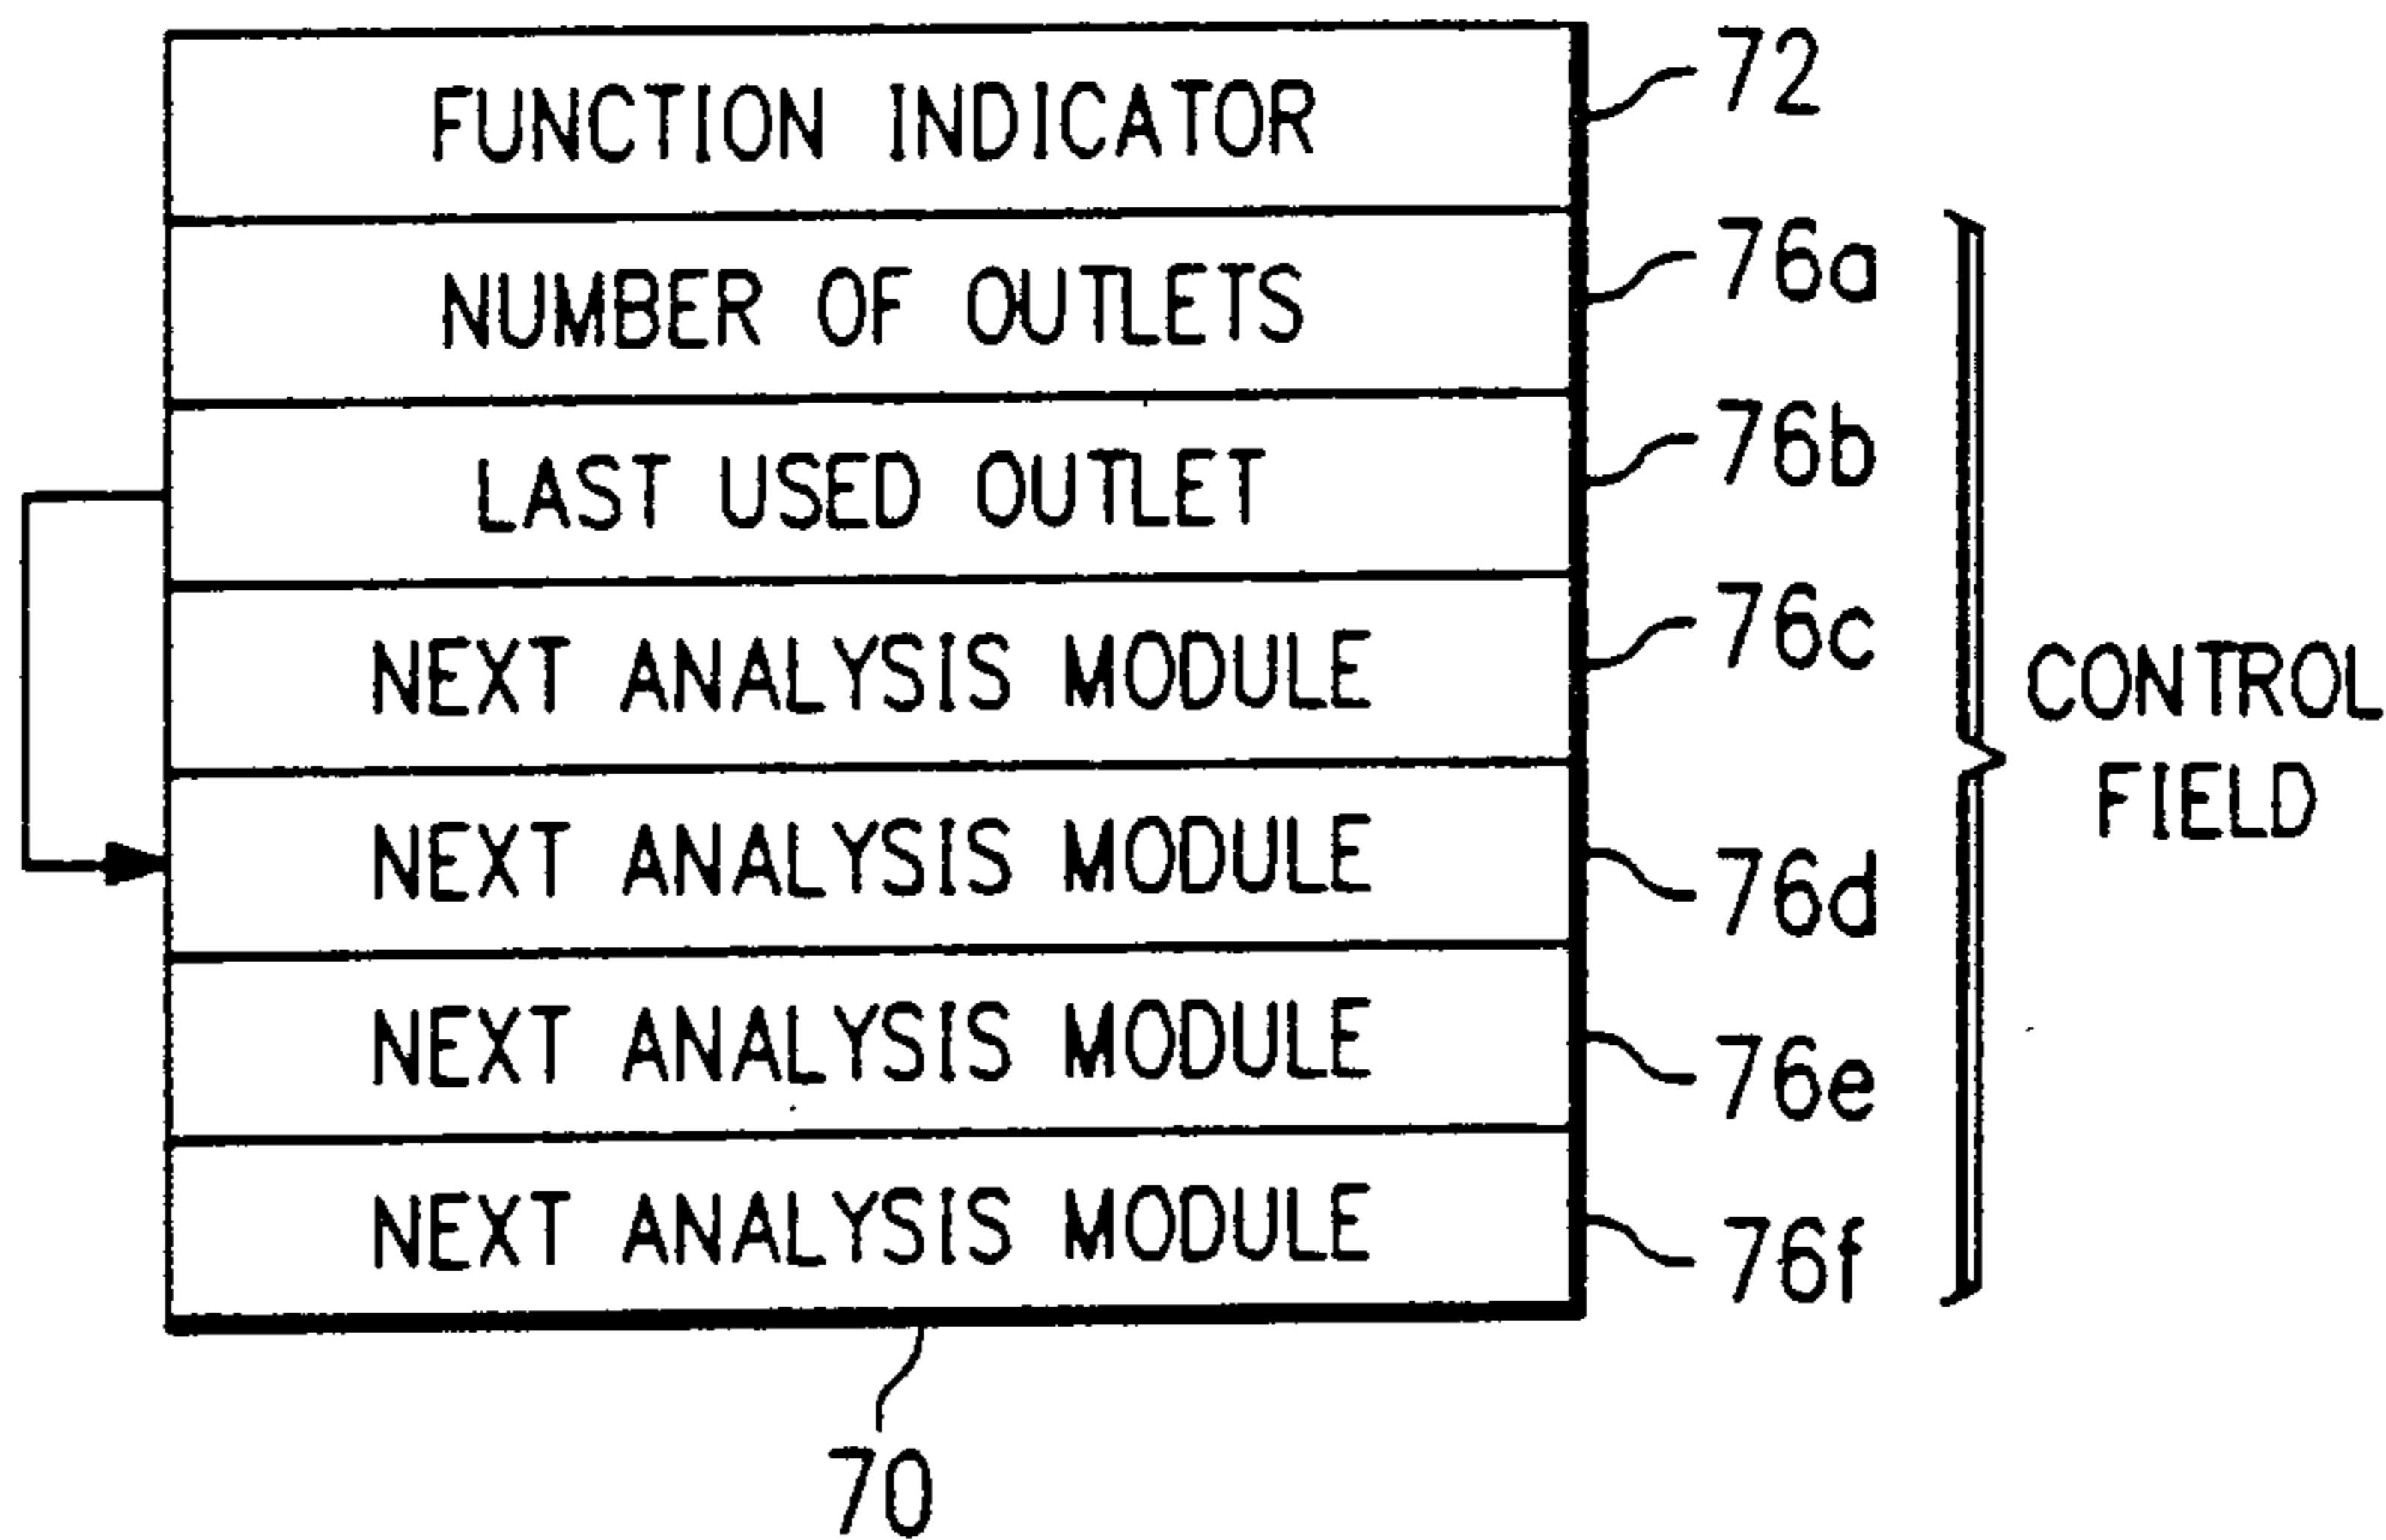 FUNCTION INDICATOR 72
NUMBER OF OUTLETS 76a
LAST USED OUTLET 76b
NEXT ANALYSIS MODULE 76c
NEXT ANALYSIS MODULE 76d
NEXT ANALYSIS MODULE 76e
NEXT ANALYSIS MODULE 76f
CONTROL
FIELD
70